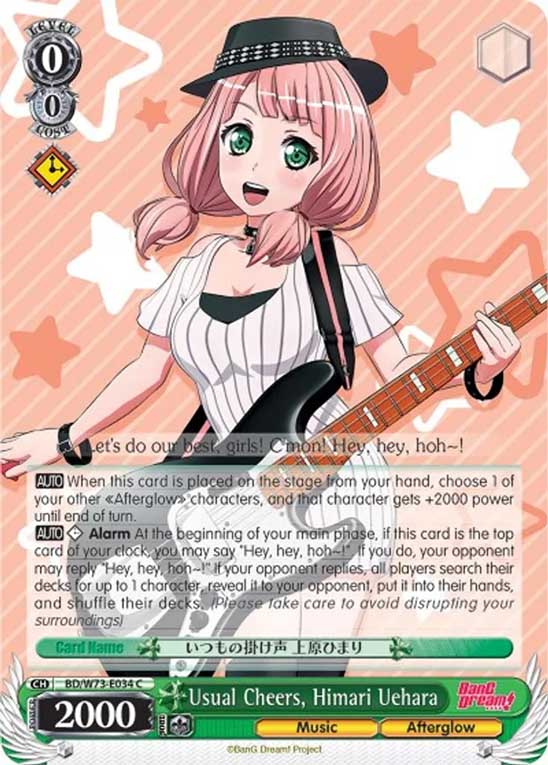 LEVEL
0
0
COST
Let's do our best, girls! C'mon! Hey, hey, hoh~!
AUTO When this card is placed on the stage from your hand, choose 1 of
your other «Afterglow» characters, and that character gets +2000 power
until end of turn.
AUTO Alarm At the beginning of your main phase, if this card is the top
card of your clock, you may say "Hey, hey, hoh~!" If you do, your opponent
may reply "Hey, hey, hoh~!" If your opponent replies, all players search their
decks for up to 1 character, reveal it to your opponent, put it into their hands,
and shuffle their decks. (Please take care to avoid disrupting your
surroundings)
Card Name いつもの掛け声 上原ひまり
CH BD/W73-E034 C
Usual Cheers, Himari Uehara
BanG Dream!
POWER 2000 SOUL
Music Afterglow
©BanG Dream! Project